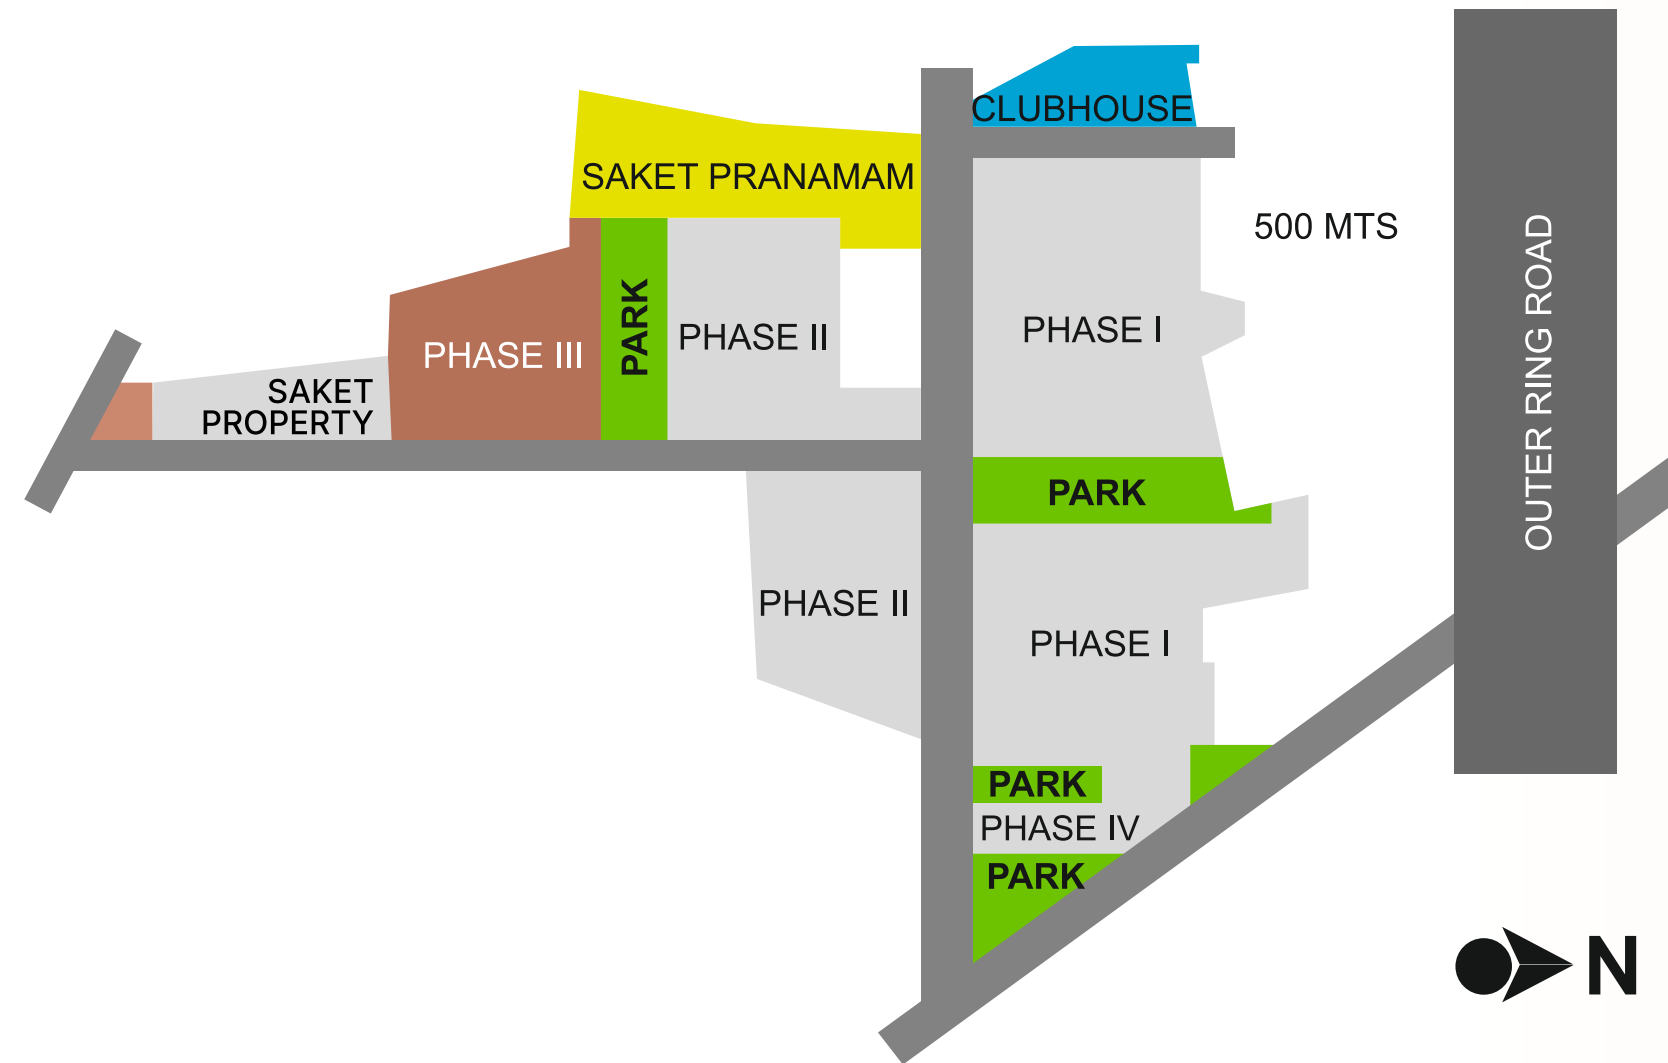 CLUBHOUSE
SAKET PRANAMAM
500 MTS
OUTER RING ROAD
PHASE I
PARK
PHASE II
PHASE III
SAKET
PROPERTY
PARK
PHASE II
PHASE I
PARK
PHASE IV
PARK
N